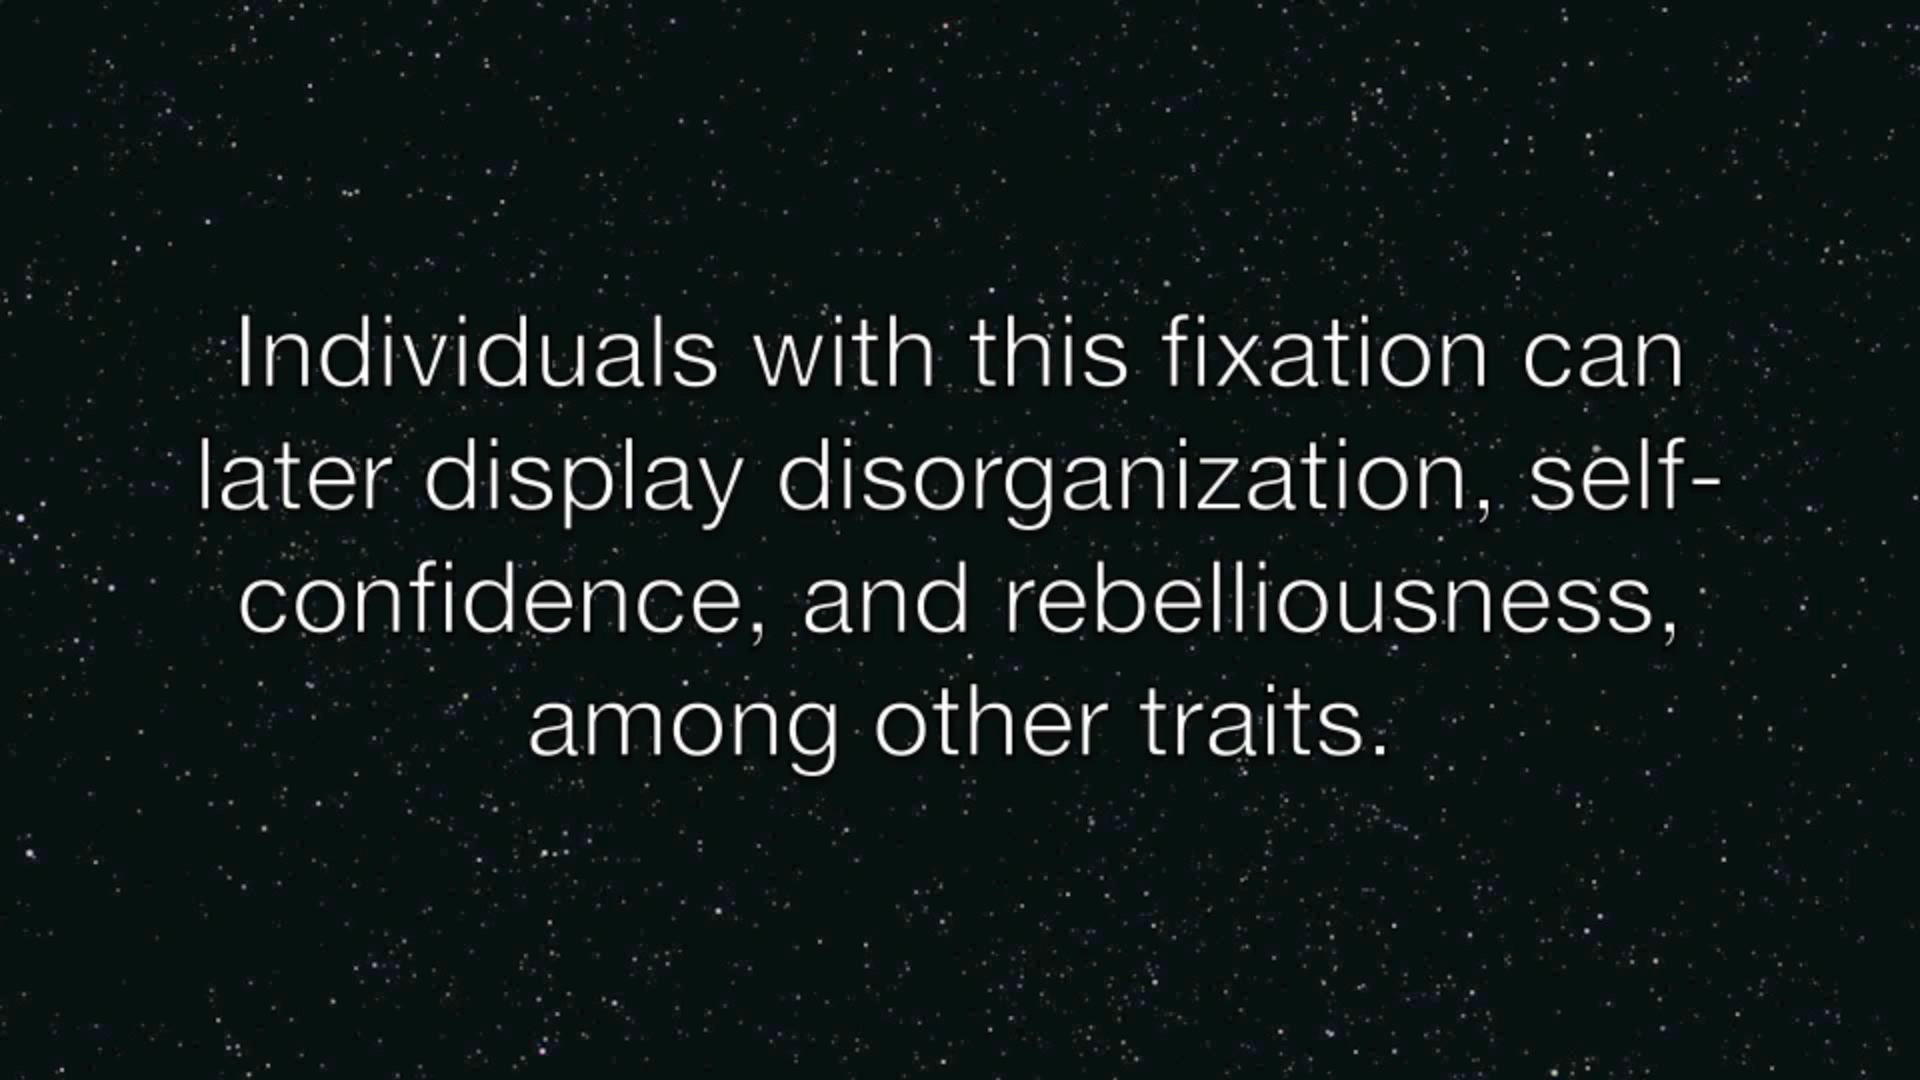 Individuals with this fixation can
later display disorganization, self-
confidence, and rebelliousness,
among other traits.